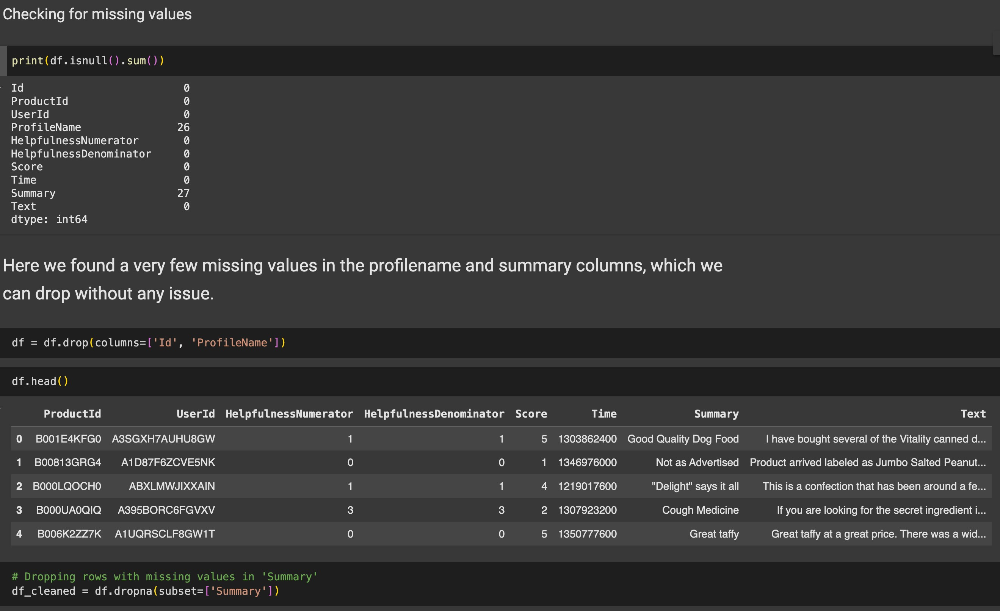 Checking for missing values
print(df.isnull().sum())
Id 0
ProductId 0
UserId 0
ProfileName 26
HelpfulnessNumerator 0
HelpfulnessDenominator 0
Score 0
Time 0
Summary 27
Text 0
dtype: int64
Here we found a very few missing values in the profilename and summary columns, which we
can drop without any issue.
df = df.drop(columns=['Id', 'ProfileName'])
df.head()
ProductId UserId HelpfulnessNumerator HelpfulnessDenominator Score Time Summary Text
0 B001E4KFG0 A3SGXH7AUHU8GW 1 1 5 1303862400 Good Quality Dog Food I have bought several of the Vitality canned d...
1 B00813GRG4 A1D87F6ZCVE5NK 0 0 1 1346976000 Not as Advertised Product arrived labeled as Jumbo Salted Peanut...
2 B000LQOCH0 ABXLMWJIXXAIN 1 1 4 1219017600 "Delight" says it all This is a confection that has been around a fe...
3 B000UA0QIQ A395BORC6FGVXV 3 3 2 1307923200 Cough Medicine If you are looking for the secret ingredient i...
4 B006K2ZZ7K A1UQRSCLF8GW1T 0 0 5 1350777600 Great taffy Great taffy at a great price. There was a wid...
# Dropping rows with missing values in 'Summary'
df_cleaned = df.dropna(subset=['Summary'])